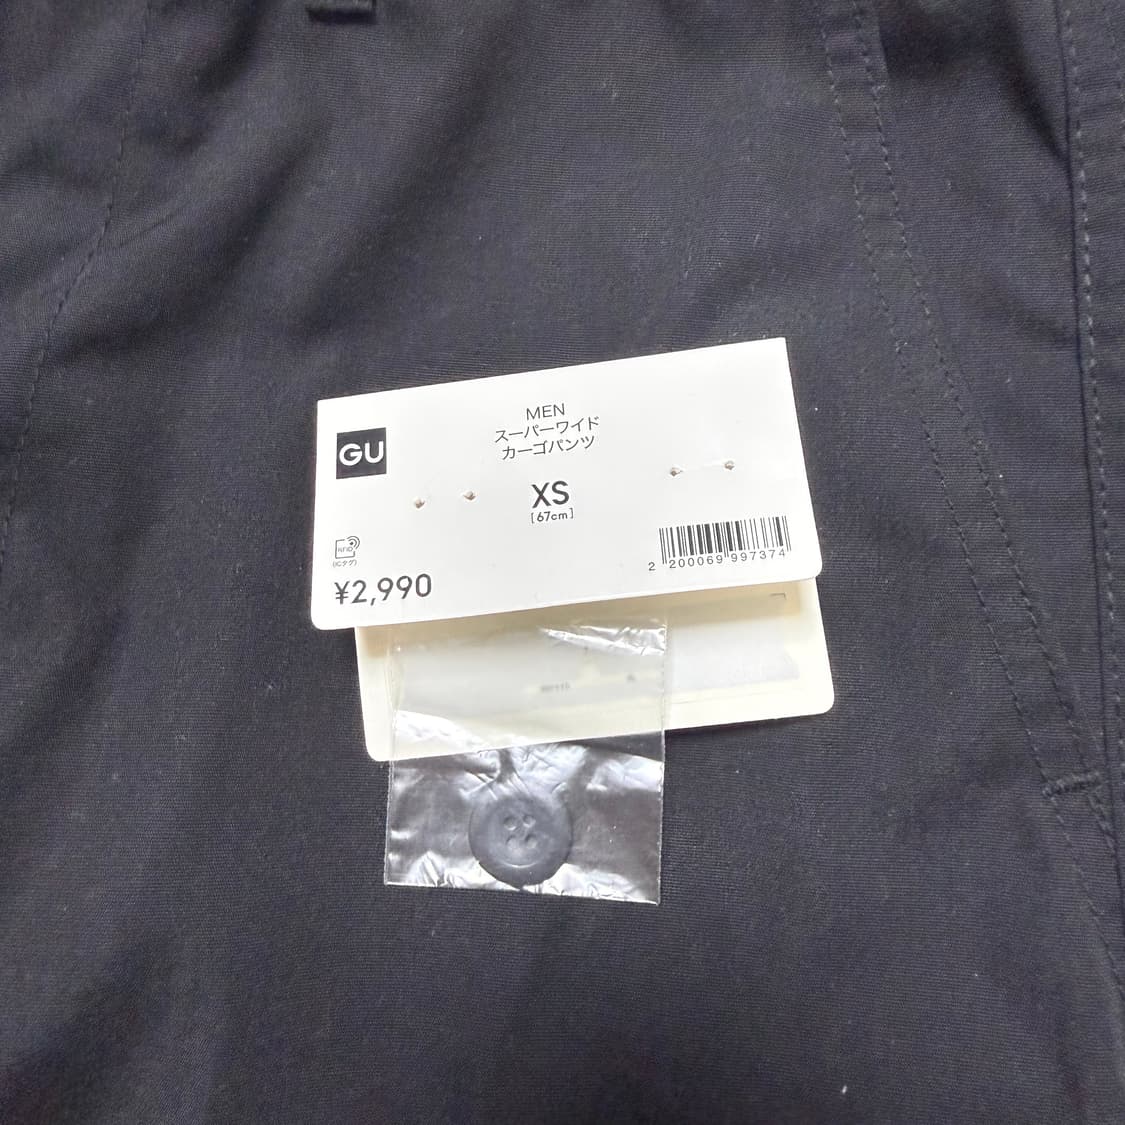 MEN
スーパーワイド
カーゴパンツ
GU
XS
[67cm]
RFID
(ICタグ)
¥2,990
2 200069 997374